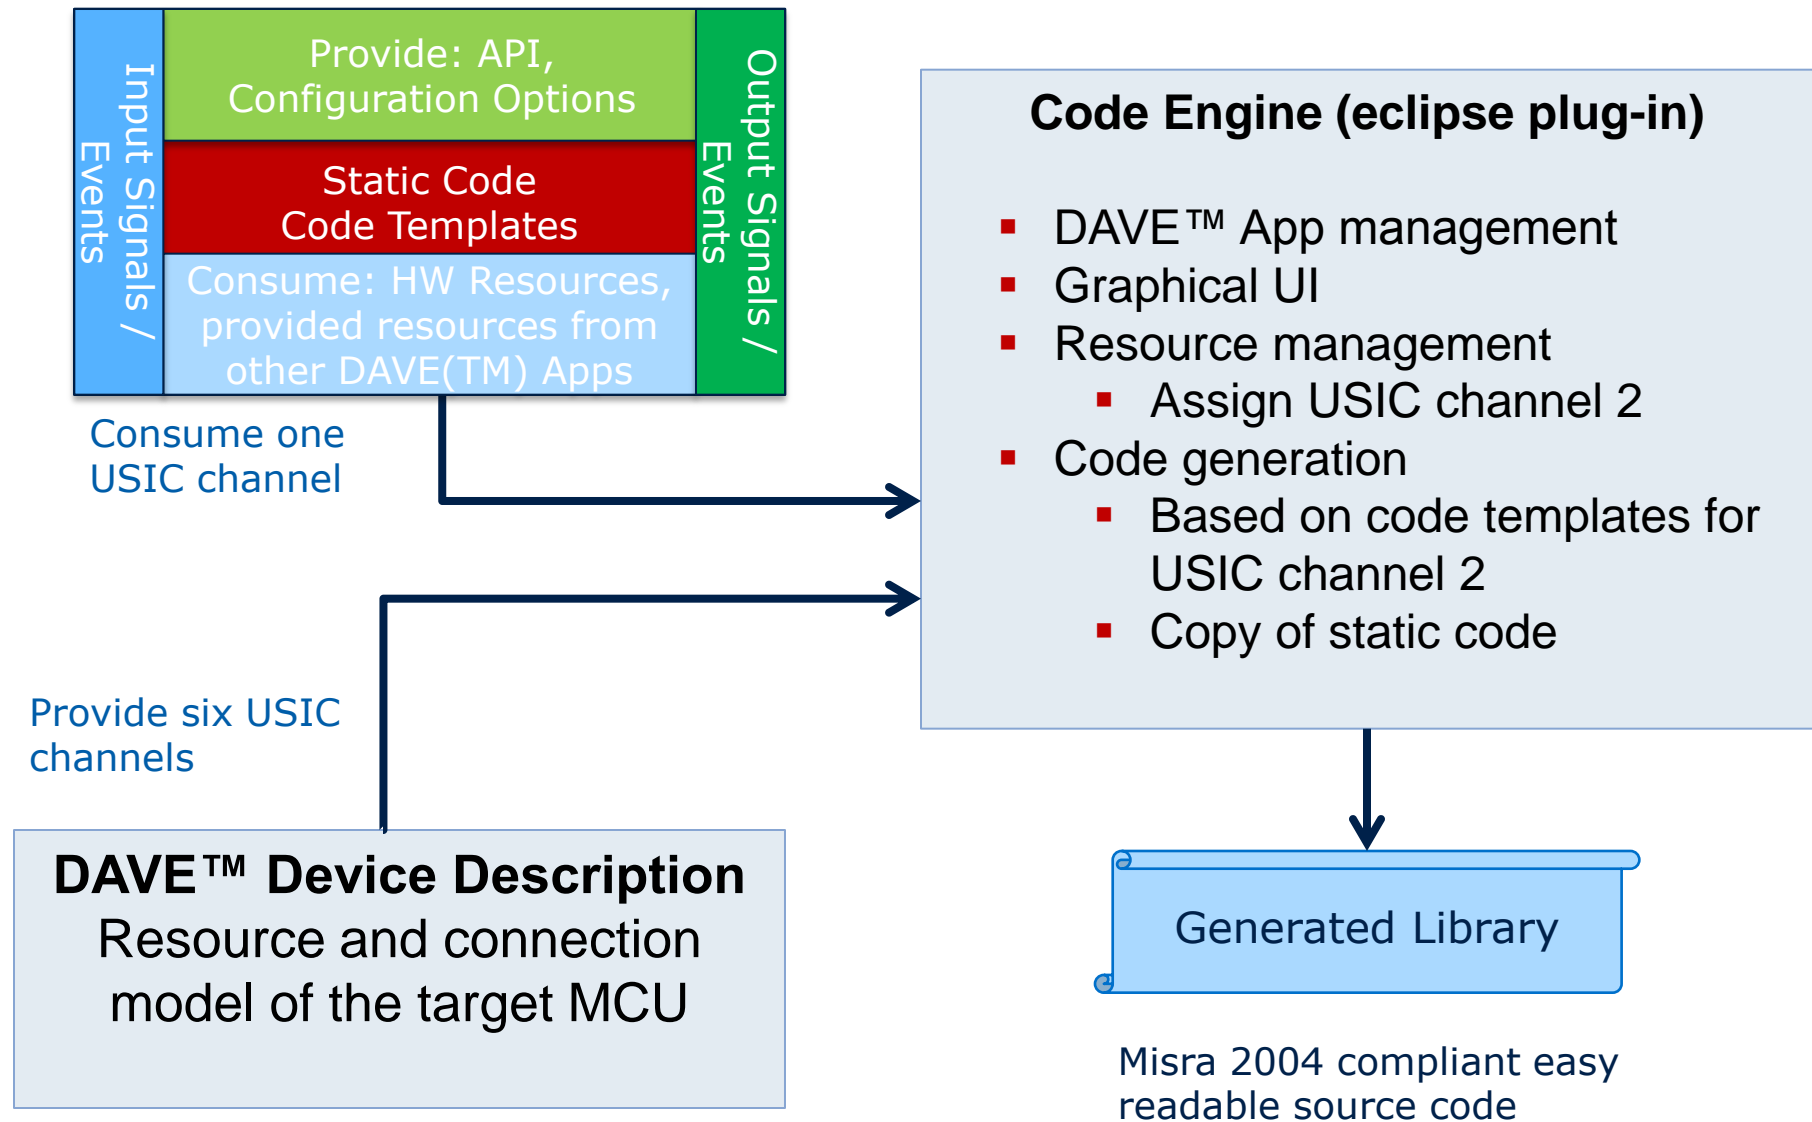 Input Signals /
Events
Provide: API,
Configuration Options
Static Code
Code Templates
Consume: HW Resources,
provided resources from
other DAVE(TM) Apps
Output Signals /
Events
Consume one
USIC channel
Provide six USIC
channels
DAVE™ Device Description
Resource and connection
model of the target MCU
Code Engine (eclipse plug-in)
DAVE™ App management
Graphical UI
Resource management
Assign USIC channel 2
Code generation
Based on code templates for
USIC channel 2
Copy of static code
Generated Library
Misra 2004 compliant easy
readable source code